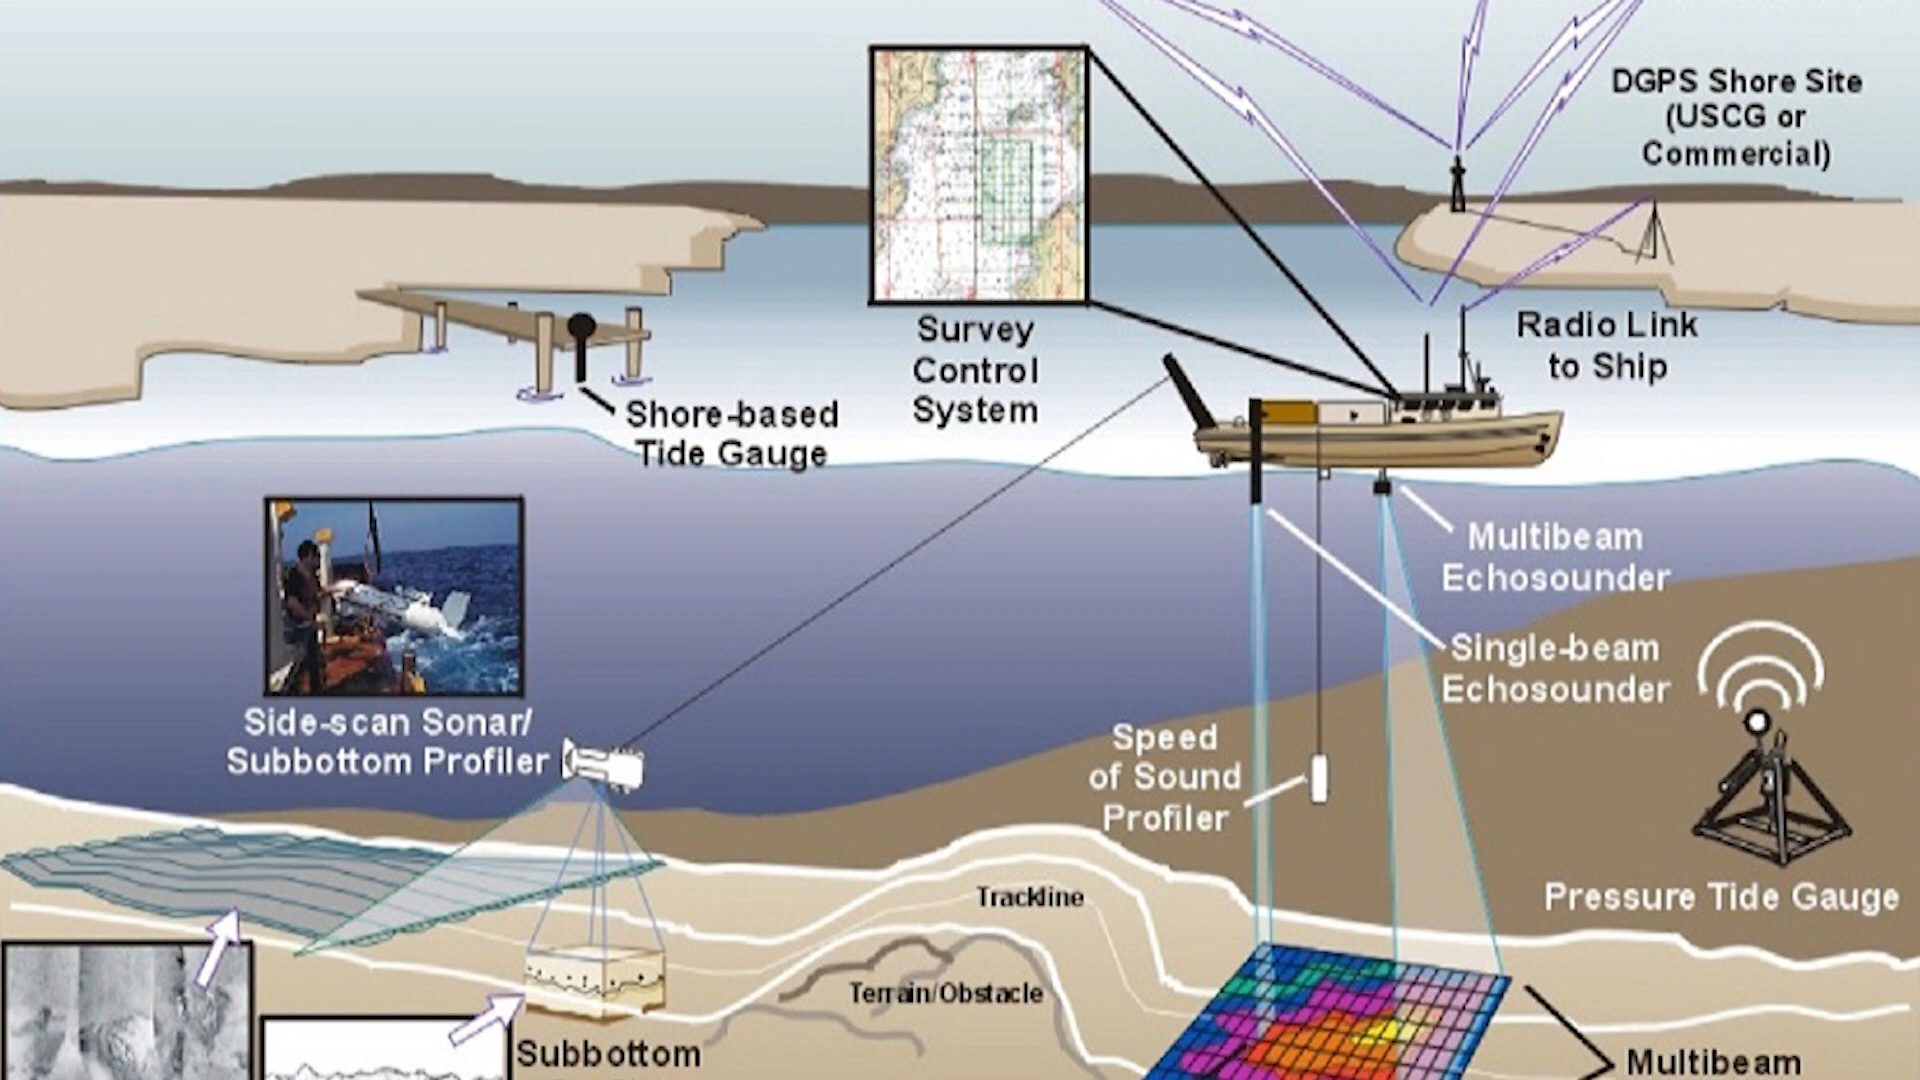 DGPS Shore Site
(USCG or
Commercial)
Survey
Control
System
Radio Link
to Ship
Shore-based
Tide Gauge
Multibeam
Echosounder
Single-beam
Echosounder
Side-scan Sonar/
Subbottom Profiler
Speed
of Sound
Profiler
Pressure Tide Gauge
Trackline
Terrain/Obstacle
Subbottom
Multibeam